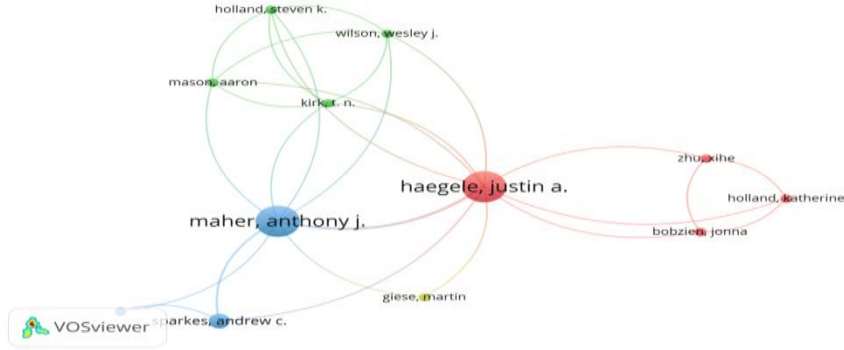 holland, steven k.
wilson, wesley j.
mason, aaron
kirk, t. n.
zhu, xihe
haegele, justin a.
holland, katherine
maher, anthony j.
bobzien, jonna
giese, martin
sparkes, andrew c.
VOSviewer